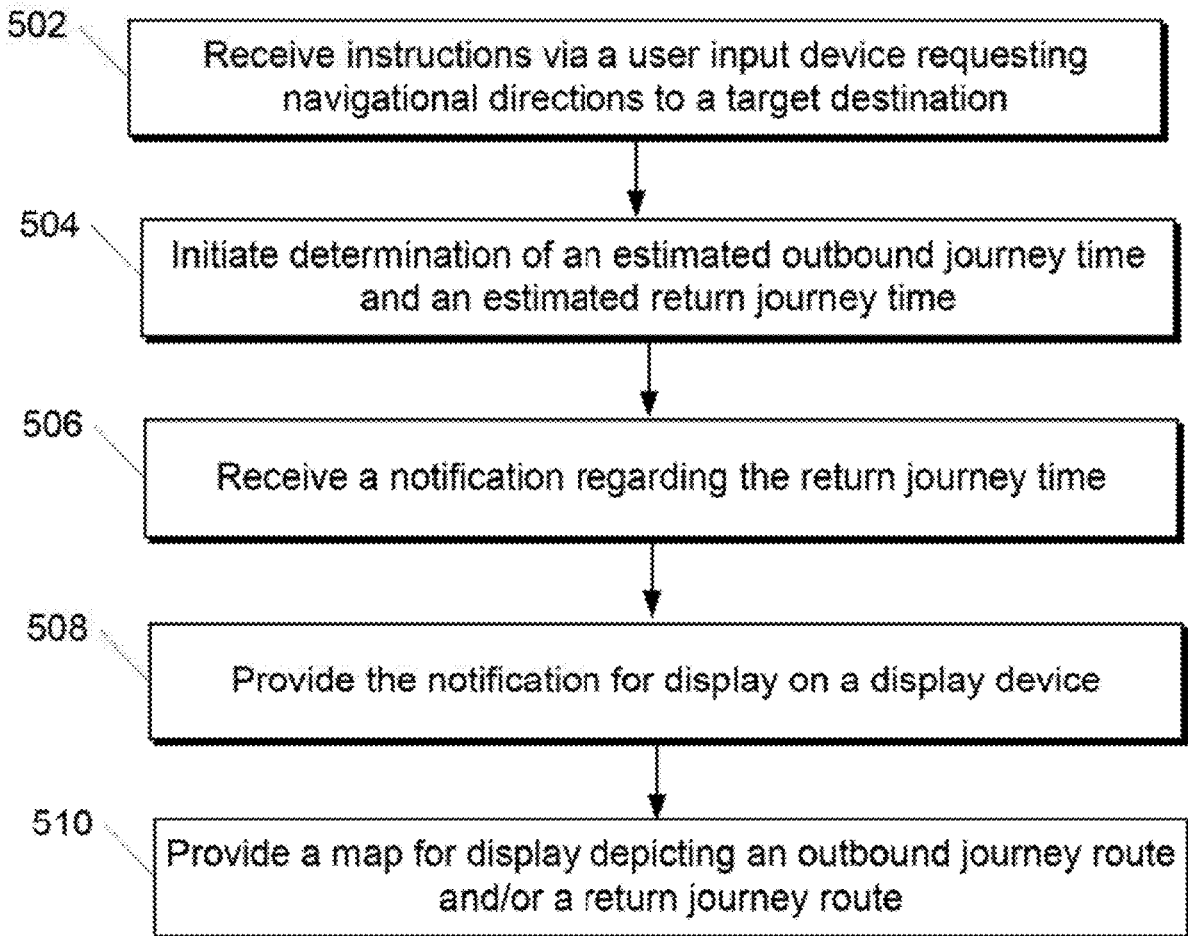 502
Receive instructions via a user input device requesting
navigational directions to a target destination
504
Initiate determination of an estimated outbound journey time
and an estimated return journey time
506
Receive a notification regarding the return journey time
508
Provide the notification for display on a display device
510
Provide a map for display depicting an outbound journey route
and/or a return journey route